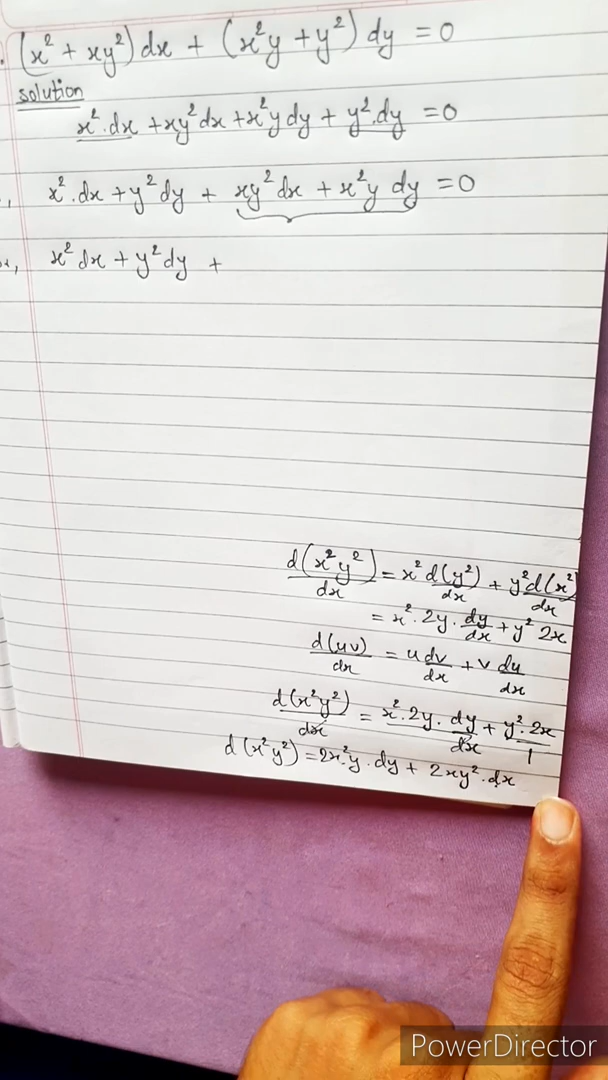 (x² + xy²) dx + (x²y + y²) dy = 0
solution
x².dx + xy²dx + x²y dy + y².dy = 0
x².dx + y²dy + xy²dx + x²y dy = 0
x²dx + y²dy +
d(x²y²)/dx = x² d(y²)/dx + y² d(x²)/dx
= x².2y.dy/dx + y² 2x
d(uv)/dx = u dv/dx + v du/dx
d(x²y²)/dx = x².2y.dy/dx + y².2x/1
d(x²y²) = 2x²y.dy + 2xy².dx
PowerDirector